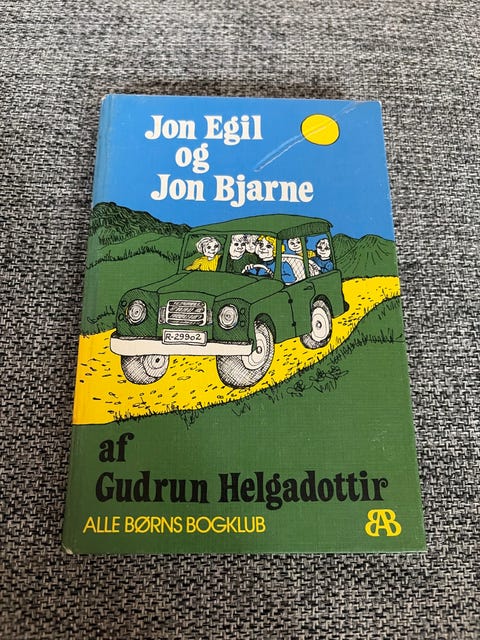 Jon Egil
og
Jon Bjarne
R-29902
af
Gudrun Helgadottir
ALLE BØRNS BOGKLUB
BAB